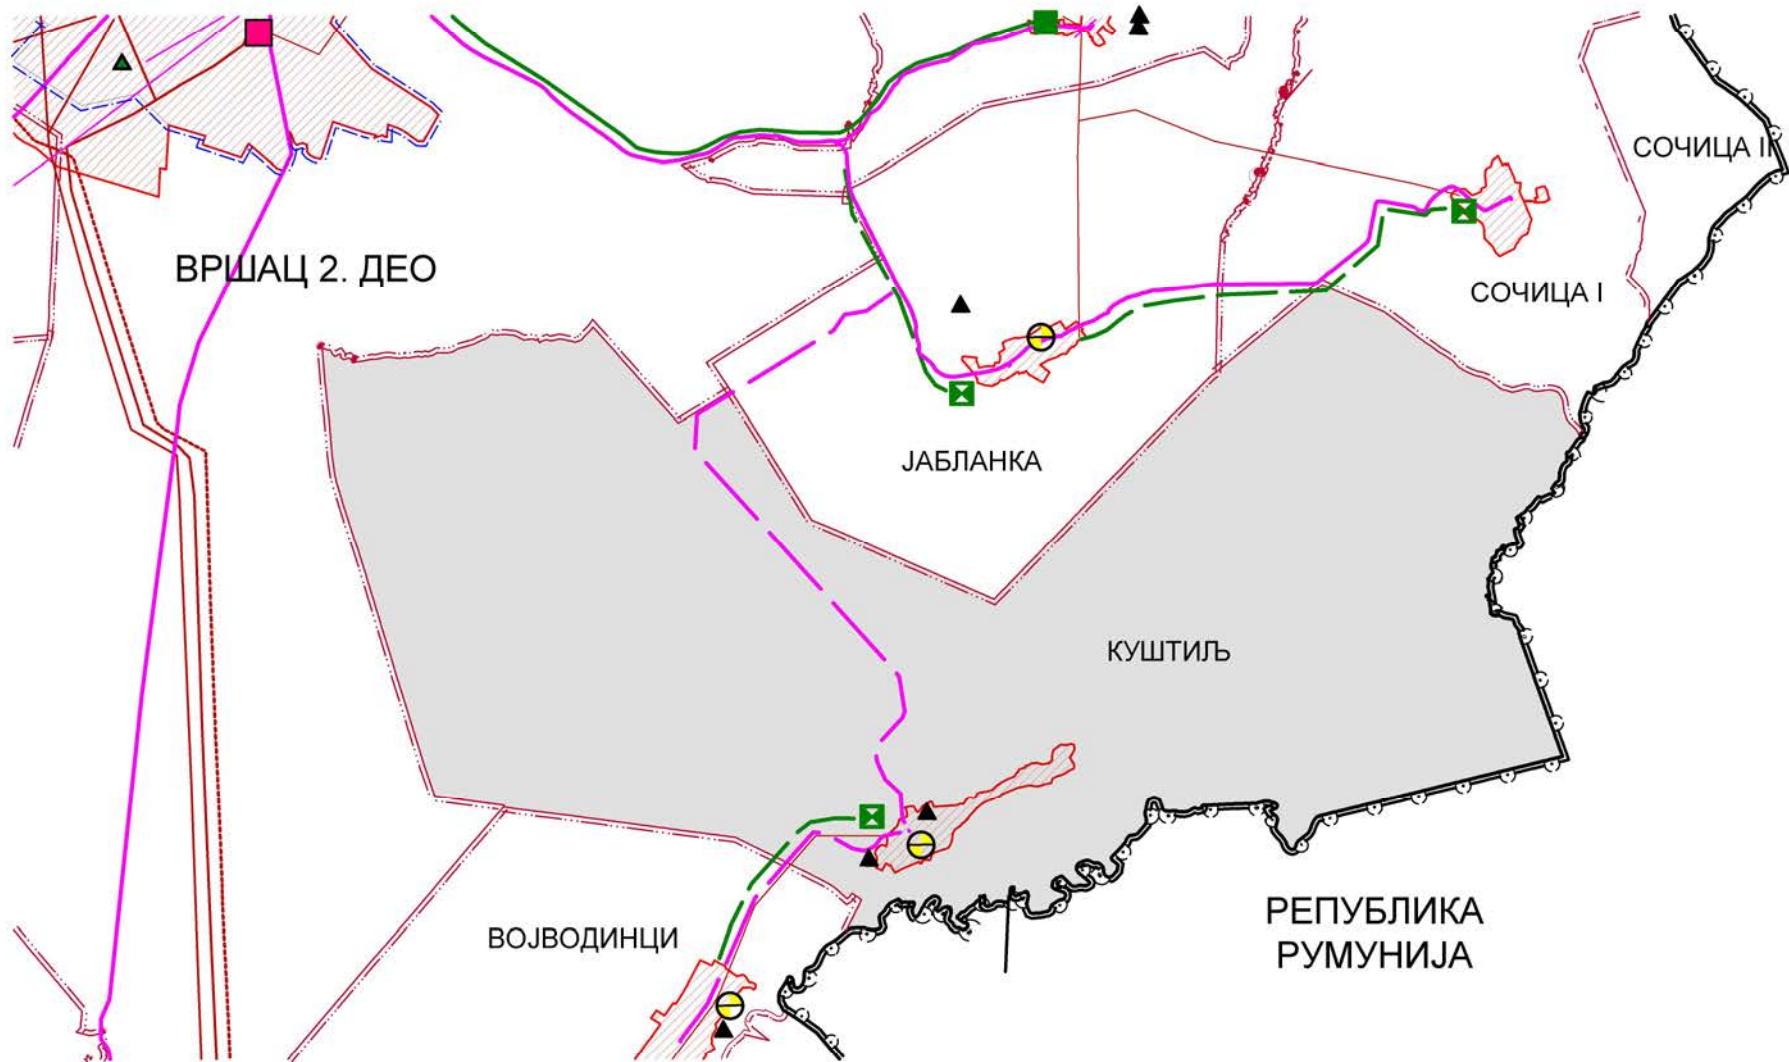 СОЧИЦА II
ВРШАЦ 2. ДЕО
СОЧИЦА I
ЈАБЛАНКА
КУШТИЉ
ВОЈВОДИНЦИ
РЕПУБЛИКА
РУМУНИЈА